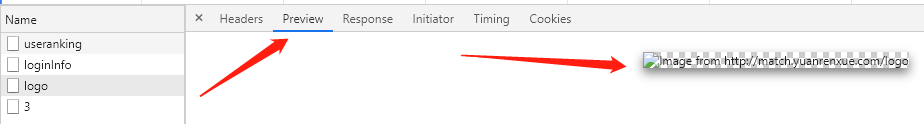 Name
× Headers Preview Response Initiator Timing Cookies
useranking
loginInfo
logo
3
Image from http://match.yuanrenxue.com/logo